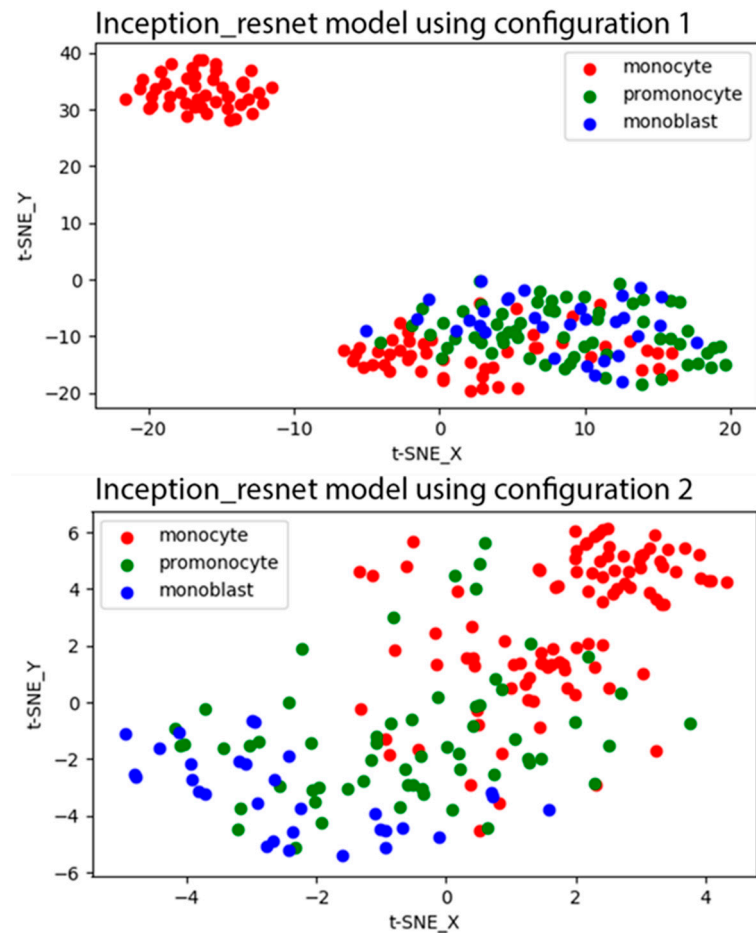 Inception_resnet model using configuration 1
40
30
20
10
0
−10
−20
t-SNE_Y
monocyte
promonocyte
monoblast
−20
−10
0
10
20
t-SNE_X
Inception_resnet model using configuration 2
6
4
2
0
−2
−4
−6
t-SNE_Y
monocyte
promonocyte
monoblast
−4
−2
0
2
4
t-SNE_X